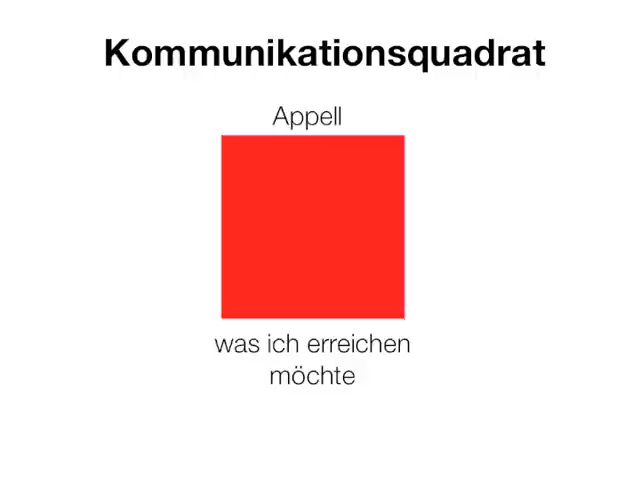 Kommunikationsquadrat
Appell
was ich erreichen
möchte